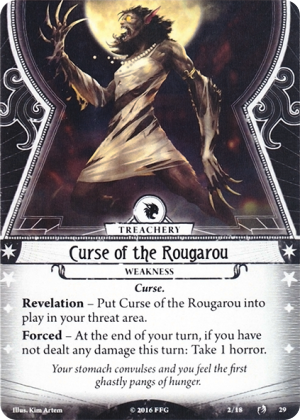 TREACHERY
Curse of the Rougarou
WEAKNESS
Curse.
Revelation – Put Curse of the Rougarou into
play in your threat area.
Forced – At the end of your turn, if you have
not dealt any damage this turn: Take 1 horror.
Your stomach convulses and you feel the first
ghastly pangs of hunger.
Illus. Kim Artem © 2016 FFG 2/18 29